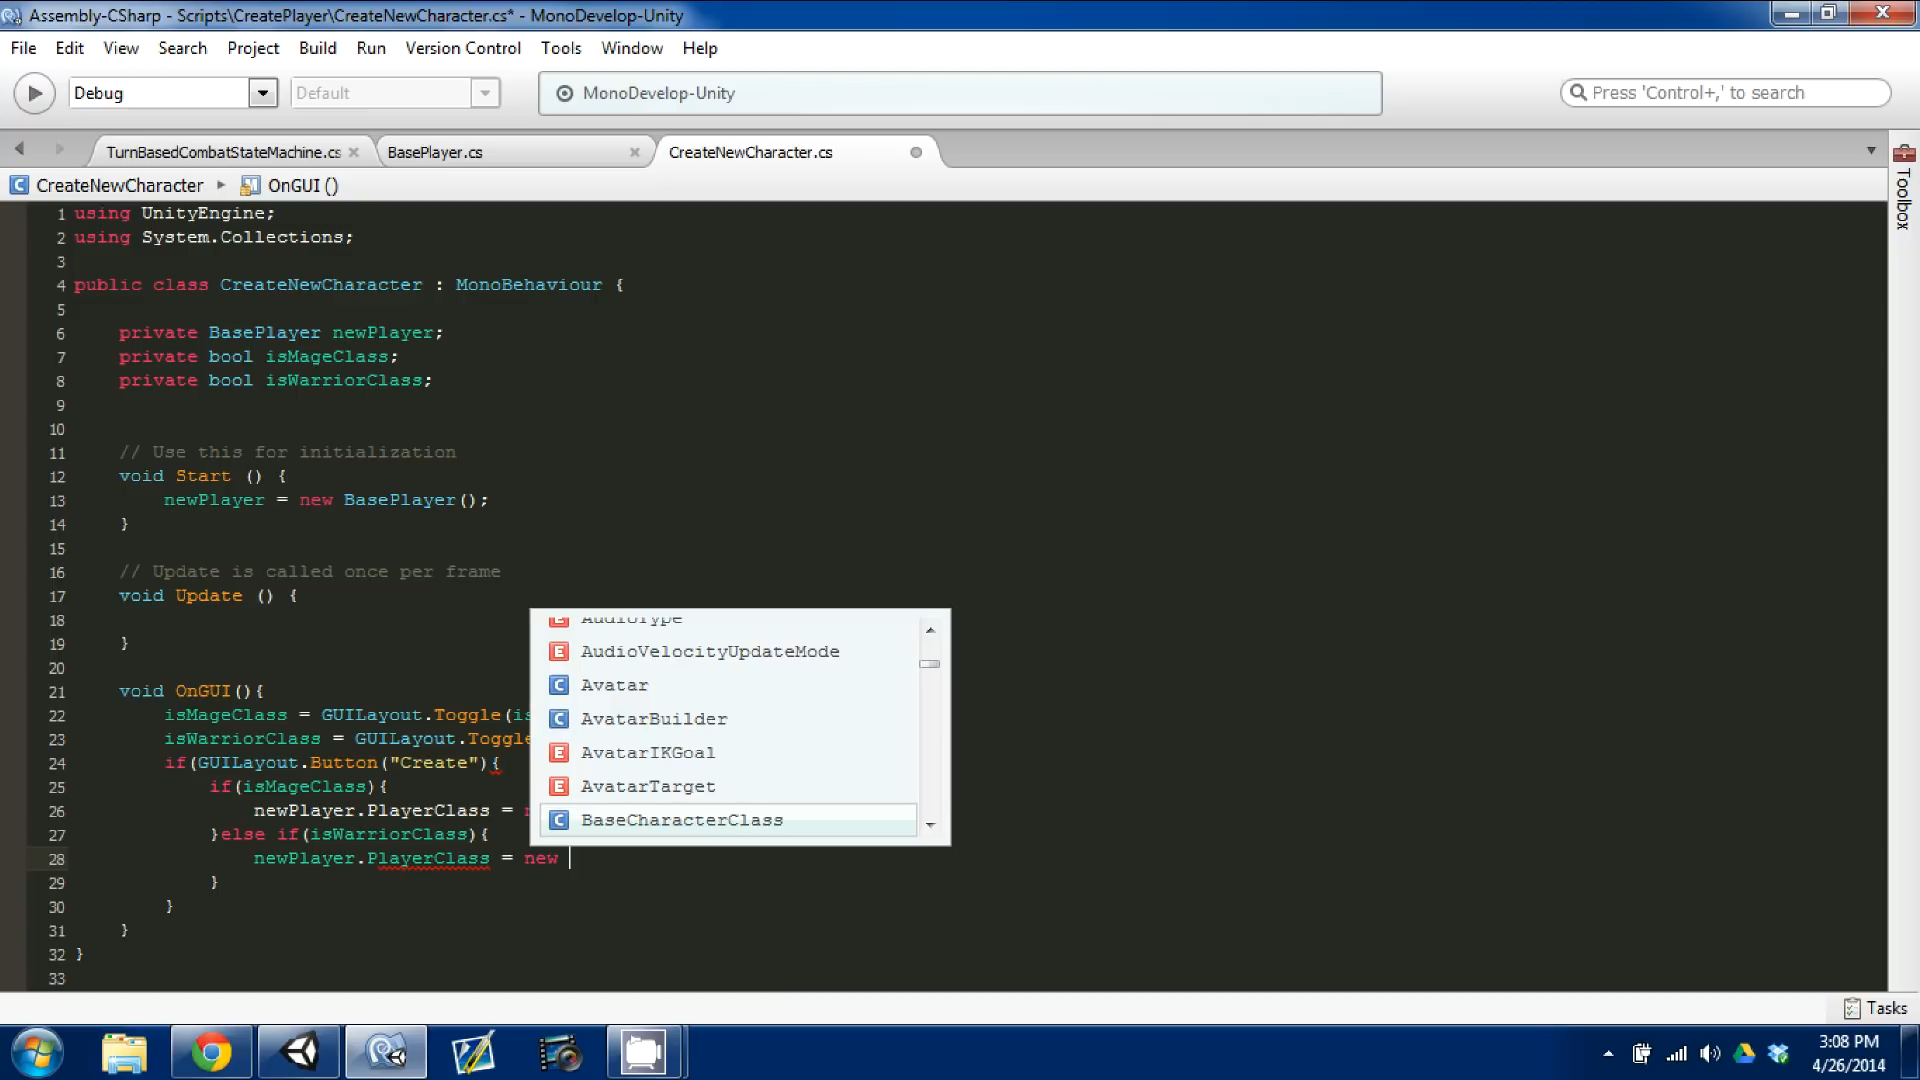 Assembly-CSharp - Scripts\CreatePlayer\CreateNewCharacter.cs* - MonoDevelop-Unity
File Edit View Search Project Build Run Version Control Tools Window Help
Debug Default MonoDevelop-Unity Press 'Control+,' to search
TurnBasedCombatStateMachine.cs BasePlayer.cs CreateNewCharacter.cs
CreateNewCharacter OnGUI ()
Toolbox
1 using UnityEngine;
2 using System.Collections;
3
4 public class CreateNewCharacter : MonoBehaviour {
5
6 private BasePlayer newPlayer;
7 private bool isMageClass;
8 private bool isWarriorClass;
9
10
11 // Use this for initialization
12 void Start () {
13 newPlayer = new BasePlayer();
14 }
15
16 // Update is called once per frame
17 void Update () {
18
19 }
20
21 void OnGUI(){
22 isMageClass = GUILayout.Toggle(is
23 isWarriorClass = GUILayout.Toggle
24 if(GUILayout.Button("Create"){
25 if(isMageClass){
26 newPlayer.PlayerClass = n
27 }else if(isWarriorClass){
28 newPlayer.PlayerClass = new
29 }
30 }
31 }
32 }
33
AudioType
AudioVelocityUpdateMode
Avatar
AvatarBuilder
AvatarIKGoal
AvatarTarget
BaseCharacterClass
Tasks
3:08 PM
4/26/2014